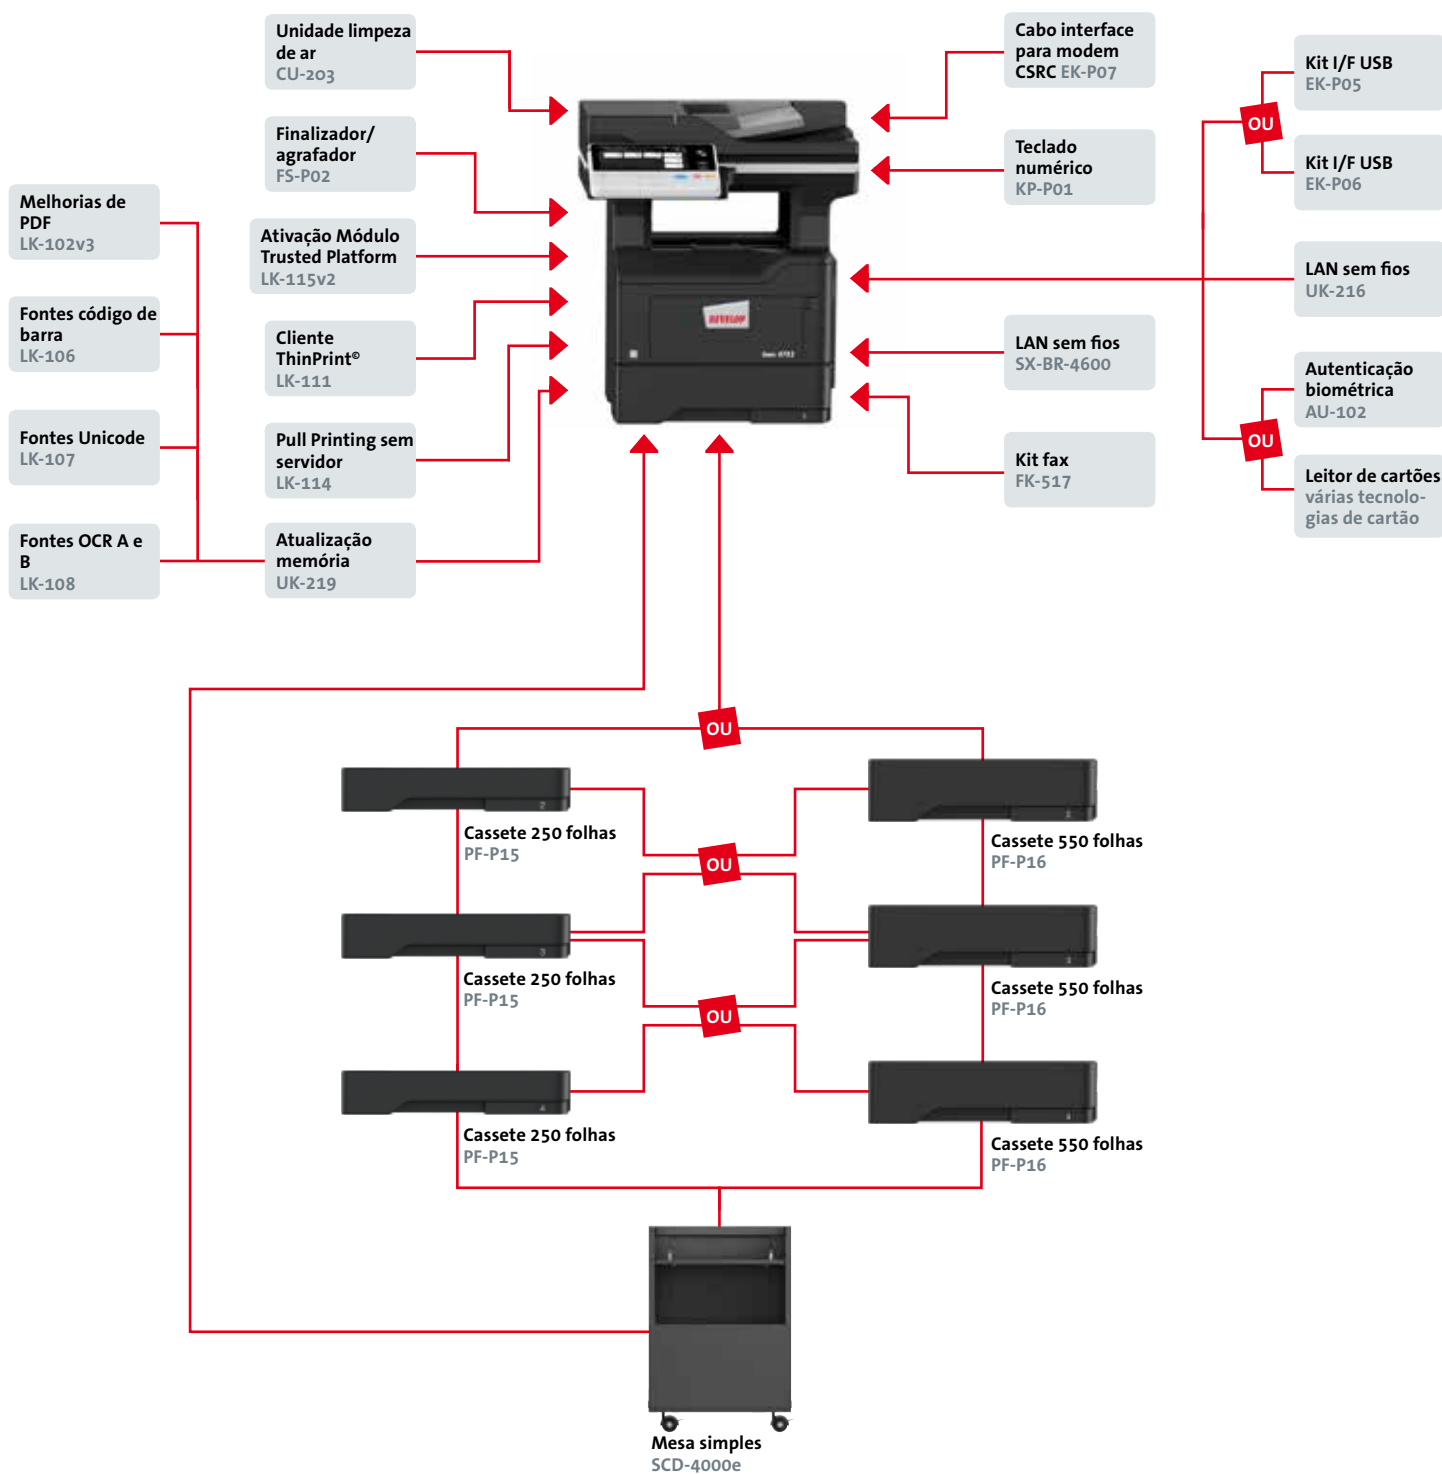 Unidade limpeza
de ar
CU-203
Finalizador/
agrafador
FS-P02
Melhorias de
PDF
LK-102v3
Ativação Módulo
Trusted Platform
LK-115v2
Fontes código de
barra
LK-106
Cliente
ThinPrint©
LK-111
Fontes Unicode
LK-107
Pull Printing sem
servidor
LK-114
Fontes OCR A e
B
LK-108
Atualização
memória
UK-219
DEVELOP
Cabo interface
para modem
CSRC EK-P07
Teclado
numérico
KP-P01
LAN sem fios
SX-BR-4600
Kit fax
FK-517
Kit I/F USB
EK-P05
OU
Kit I/F USB
EK-P06
LAN sem fios
UK-216
Autenticação
biométrica
AU-102
OU
Leitor de cartões
várias tecnolo-
gias de cartão
OU
2
Cassete 250 folhas
PF-P15
Cassete 550 folhas
PF-P16
OU
3
Cassete 250 folhas
PF-P15
Cassete 550 folhas
PF-P16
OU
4
Cassete 250 folhas
PF-P15
Cassete 550 folhas
PF-P16
Mesa simples
SCD-4000e